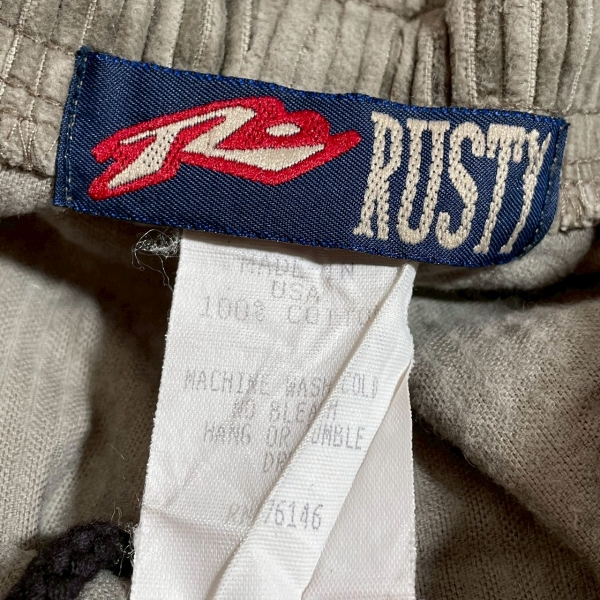 RUSTY
MADE IN
USA
100% COTTON
MACHINE WASH COLD
NO BLEACH
HANG OR TUMBLE
DRY
RN 76146